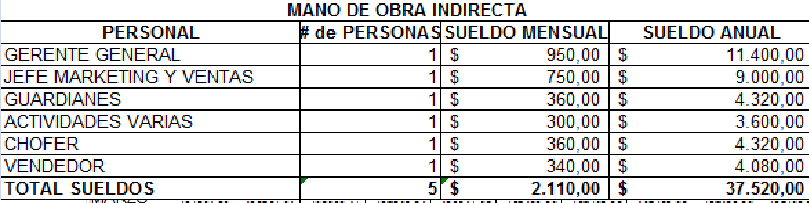 MANO DE OBRA INDIRECTA
PERSONAL # de PERSONAS SUELDO MENSUAL SUELDO ANUAL
GERENTE GENERAL 1 $ 950,00 $ 11.400,00
JEFE MARKETING Y VENTAS 1 $ 750,00 $ 9.000,00
GUARDIANES 1 $ 360,00 $ 4.320,00
ACTIVIDADES VARIAS 1 $ 300,00 $ 3.600,00
CHOFER 1 $ 360,00 $ 4.320,00
VENDEDOR 1 $ 340,00 $ 4.080,00
TOTAL SUELDOS 5 $ 2.110,00 $ 37.520,00